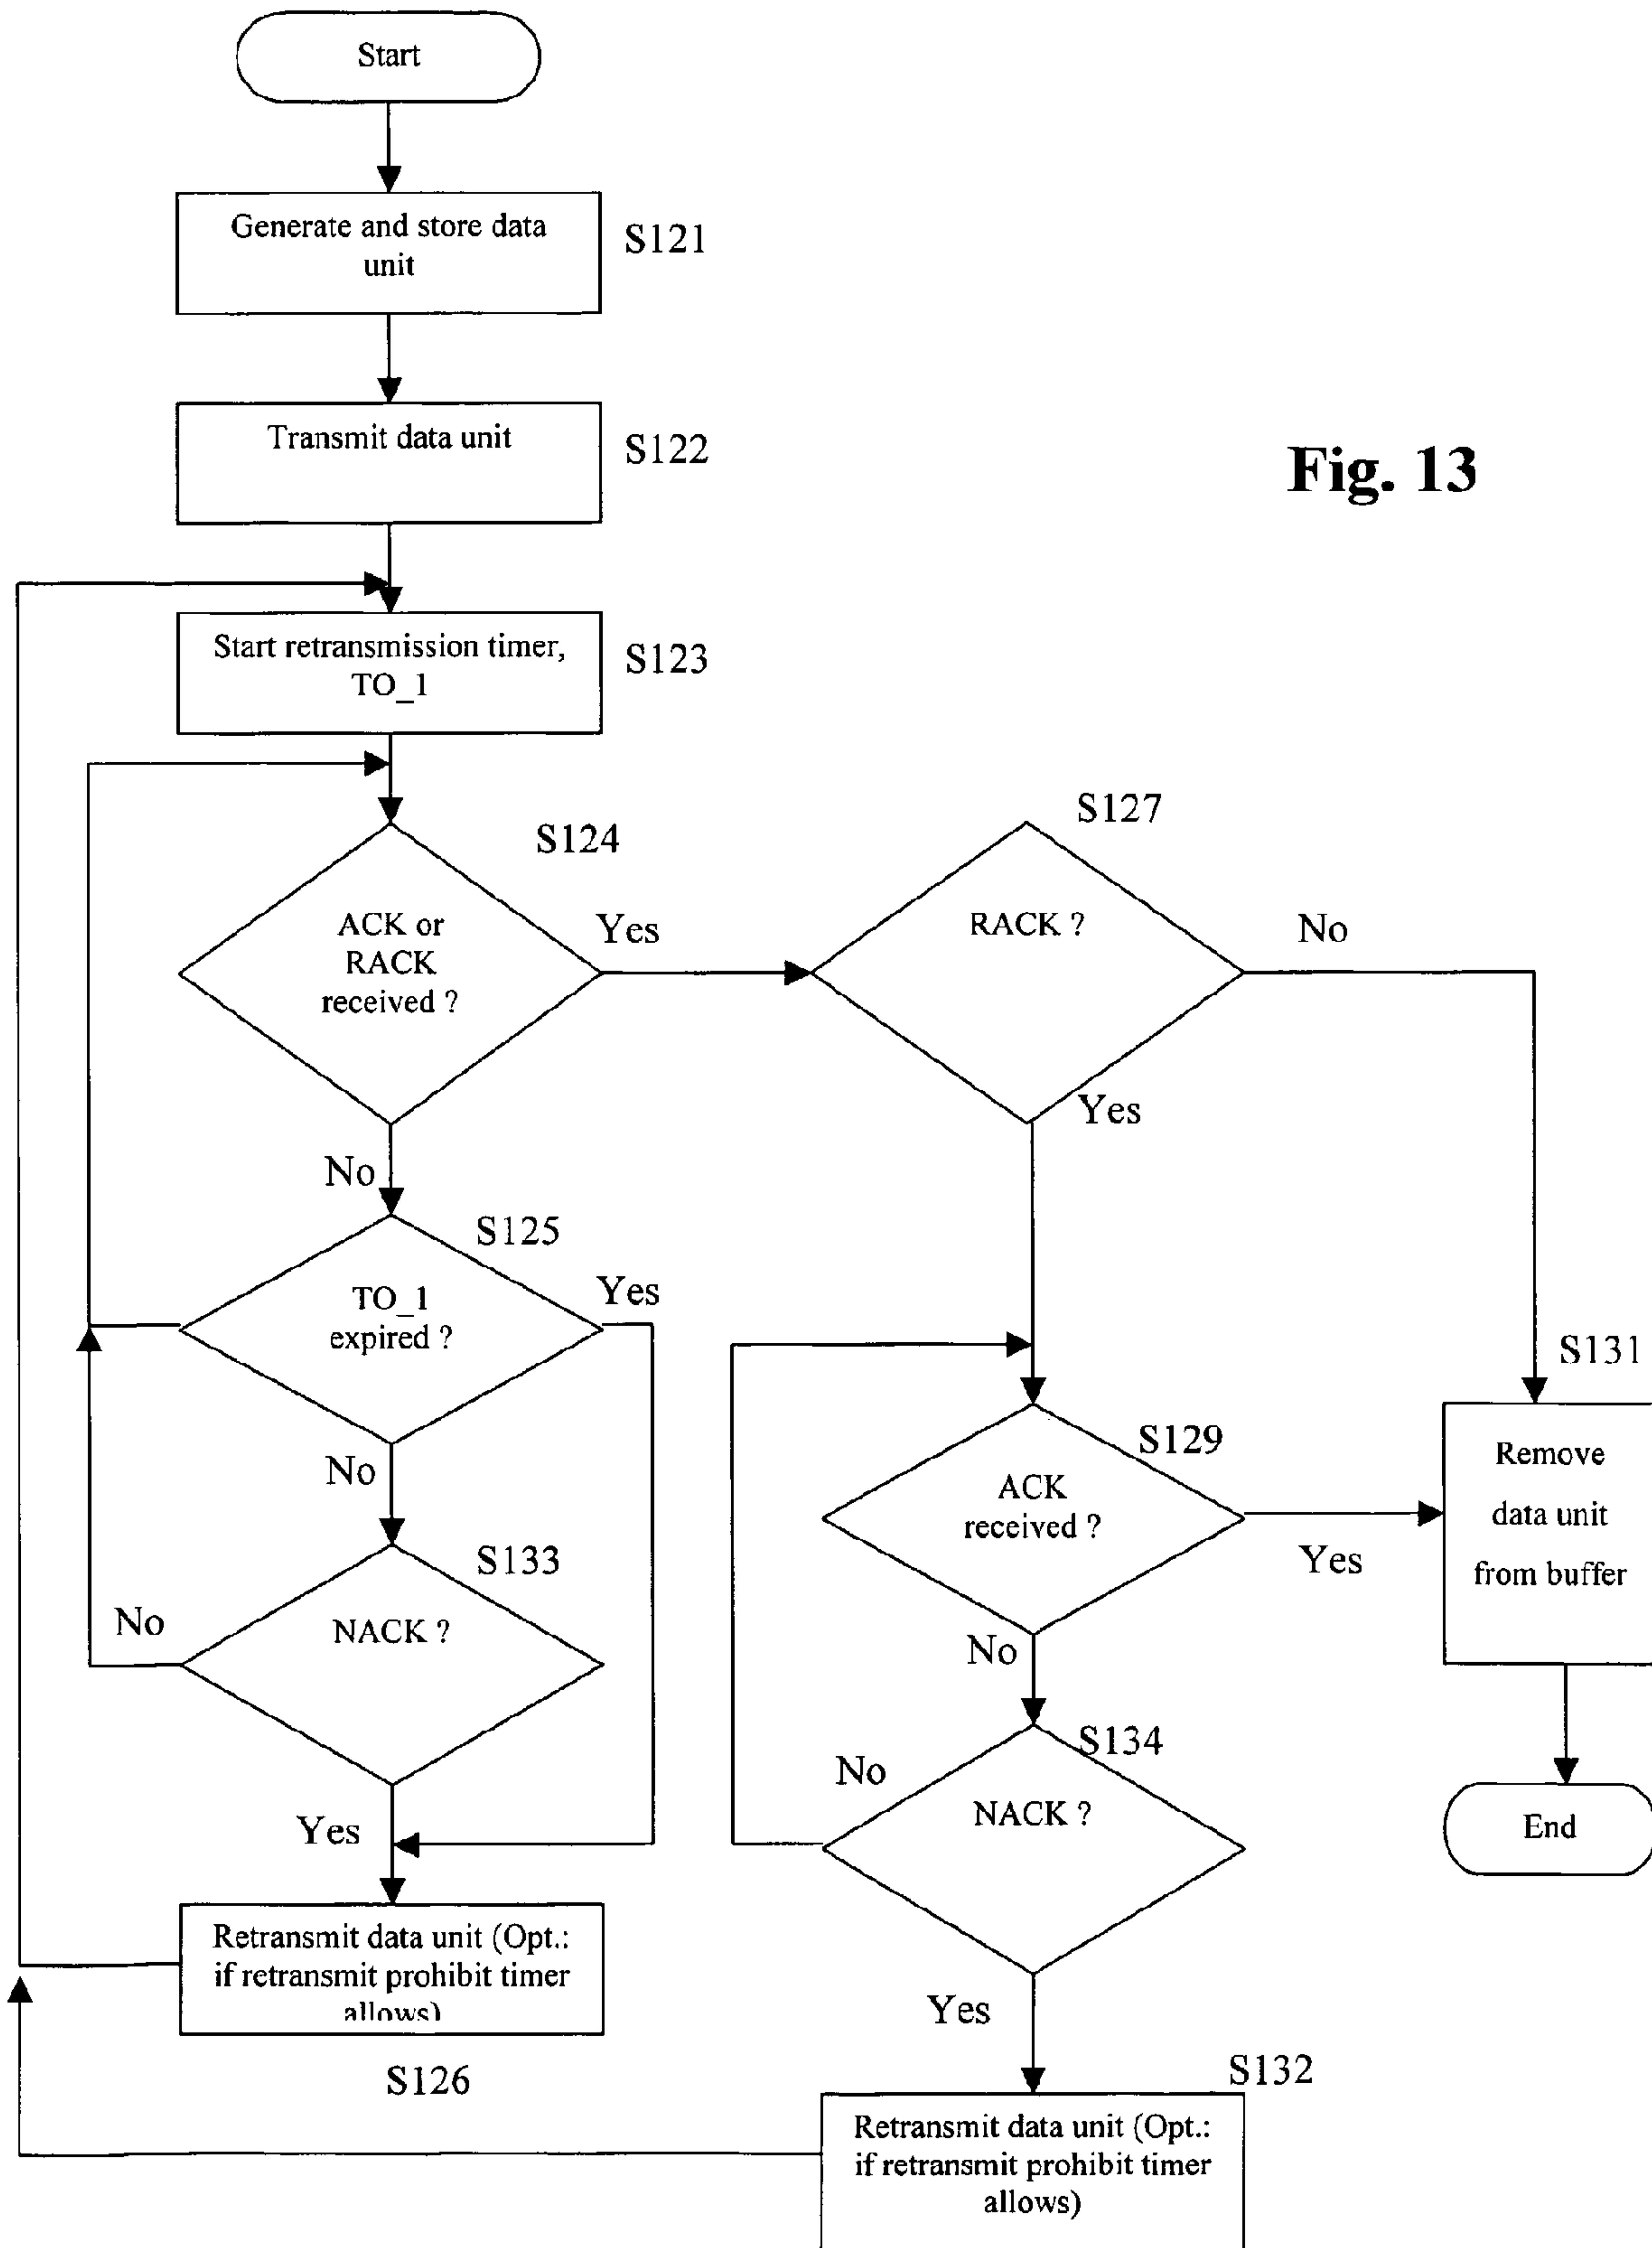 Start
Generate and store data
unit
S121
Transmit data unit
S122
Fig. 13
Start retransmission timer,
TO_1
S123
S124
ACK or
RACK
received ?
Yes
S127
RACK ?
No
Yes
No
S125
TO_1
expired ?
Yes
No
S133
NACK ?
No
Yes
Retransmit data unit (Opt.:
if retransmit prohibit timer
allows)
S126
S129
ACK
received ?
Yes
No
S131
Remove
data unit
from buffer
End
S134
NACK ?
No
Yes
S132
Retransmit data unit (Opt.:
if retransmit prohibit timer
allows)